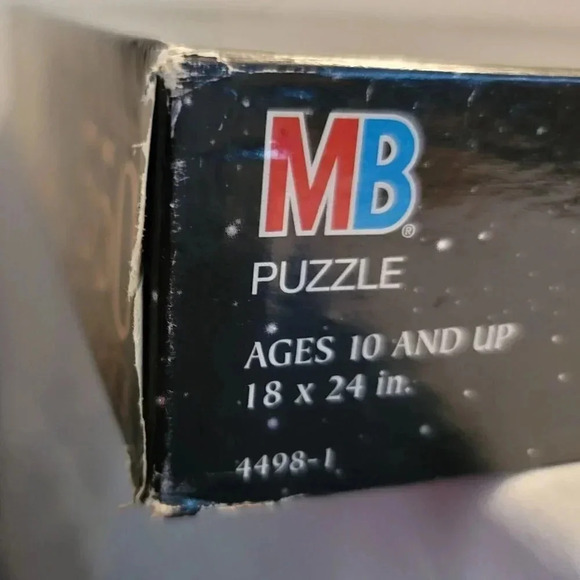 MB®
PUZZLE
AGES 10 AND UP
18 x 24 in.
4498-1